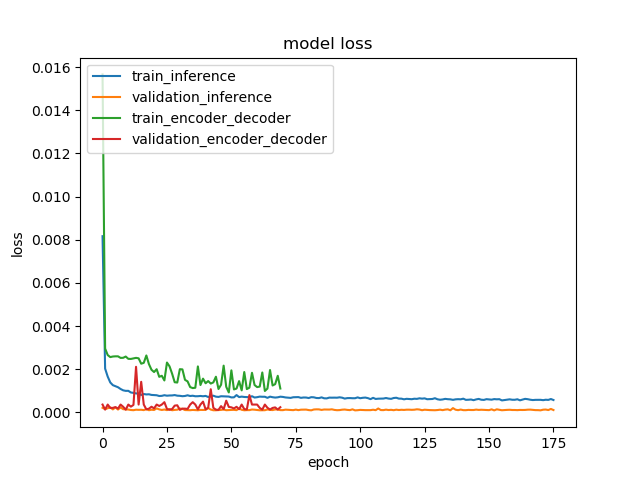 model loss
0.016
0.014
0.012
0.010
0.008
0.006
0.004
0.002
0.000
loss
train_inference
validation_inference
train_encoder_decoder
validation_encoder_decoder
0 25 50 75 100 125 150 175
epoch